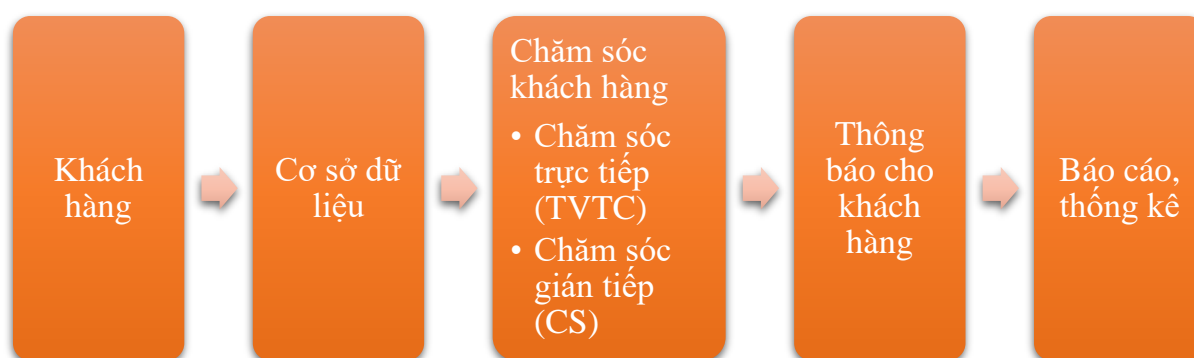 Khách
hàng
Cơ sở dữ
liệu
Chăm sóc
khách hàng
• Chăm sóc
trực tiếp
(TVTC)
• Chăm sóc
gián tiếp
(CS)
Thông
báo cho
khách
hàng
Báo cáo,
thống kê